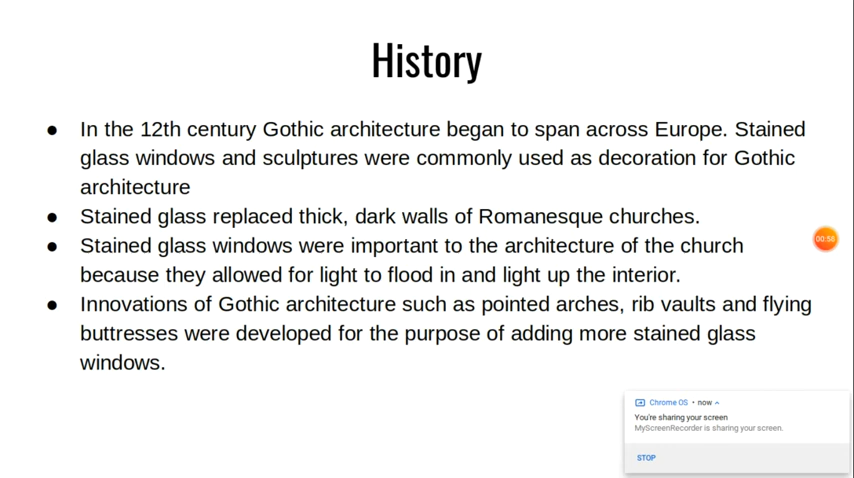 History
● In the 12th century Gothic architecture began to span across Europe. Stained
glass windows and sculptures were commonly used as decoration for Gothic
architecture
● Stained glass replaced thick, dark walls of Romanesque churches.
● Stained glass windows were important to the architecture of the church
because they allowed for light to flood in and light up the interior.
● Innovations of Gothic architecture such as pointed arches, rib vaults and flying
buttresses were developed for the purpose of adding more stained glass
windows.
00:58
Chrome OS • now
You're sharing your screen
MyScreenRecorder is sharing your screen.
STOP